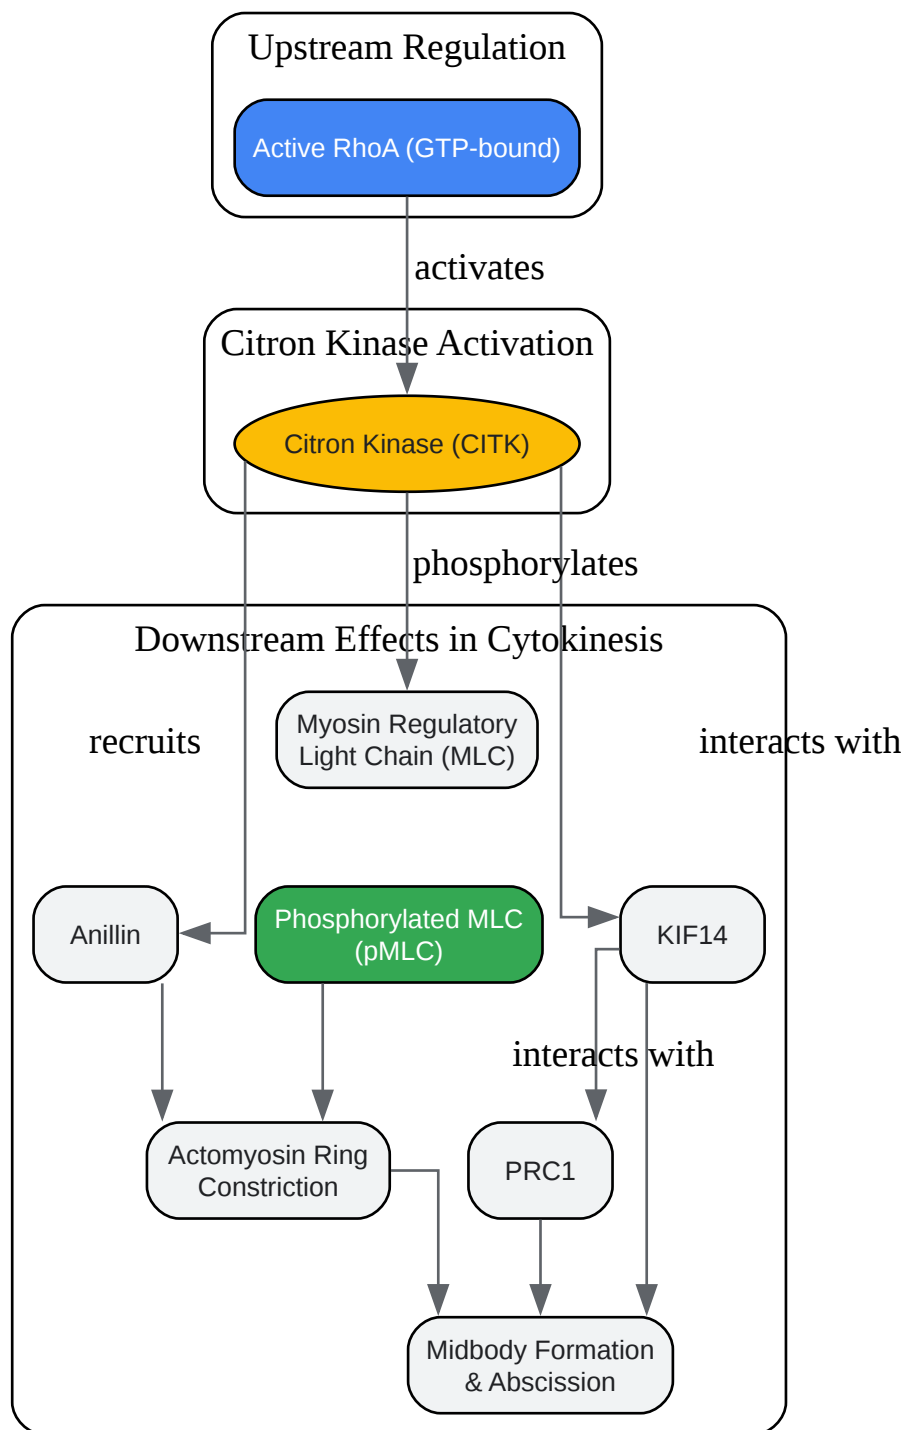 Upstream Regulation
Active RhoA (GTP-bound)
activates
Citron Kinase Activation
Citron Kinase (CITK)
phosphorylates
Downstream Effects in Cytokinesis
Myosin Regulatory
Light Chain (MLC)
recruits
interacts with
Anillin
Phosphorylated MLC
(pMLC)
KIF14
interacts with
Actomyosin Ring
Constriction
PRC1
Midbody Formation
& Abscission